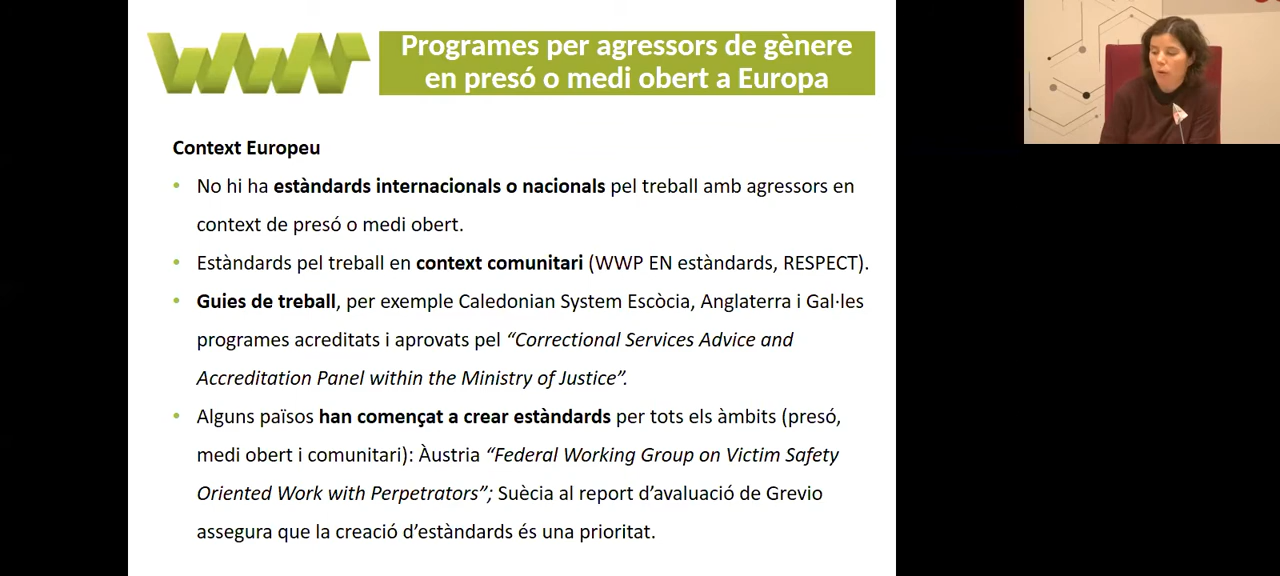 Programes per agressors de gènere
en presó o medi obert a Europa
Context Europeu
• No hi ha estàndards internacionals o nacionals pel treball amb agressors en
context de presó o medi obert.
• Estàndards pel treball en context comunitari (WWP EN estàndards, RESPECT).
• Guies de treball, per exemple Caledonian System Escòcia, Anglaterra i Gal·les
programes acreditats i aprovats pel “Correctional Services Advice and
Accreditation Panel within the Ministry of Justice”.
• Alguns països han començat a crear estàndards per tots els àmbits (presó,
medi obert i comunitari): Àustria “Federal Working Group on Victim Safety
Oriented Work with Perpetrators”; Suècia al report d’avaluació de Grevio
assegura que la creació d’estàndards és una prioritat.